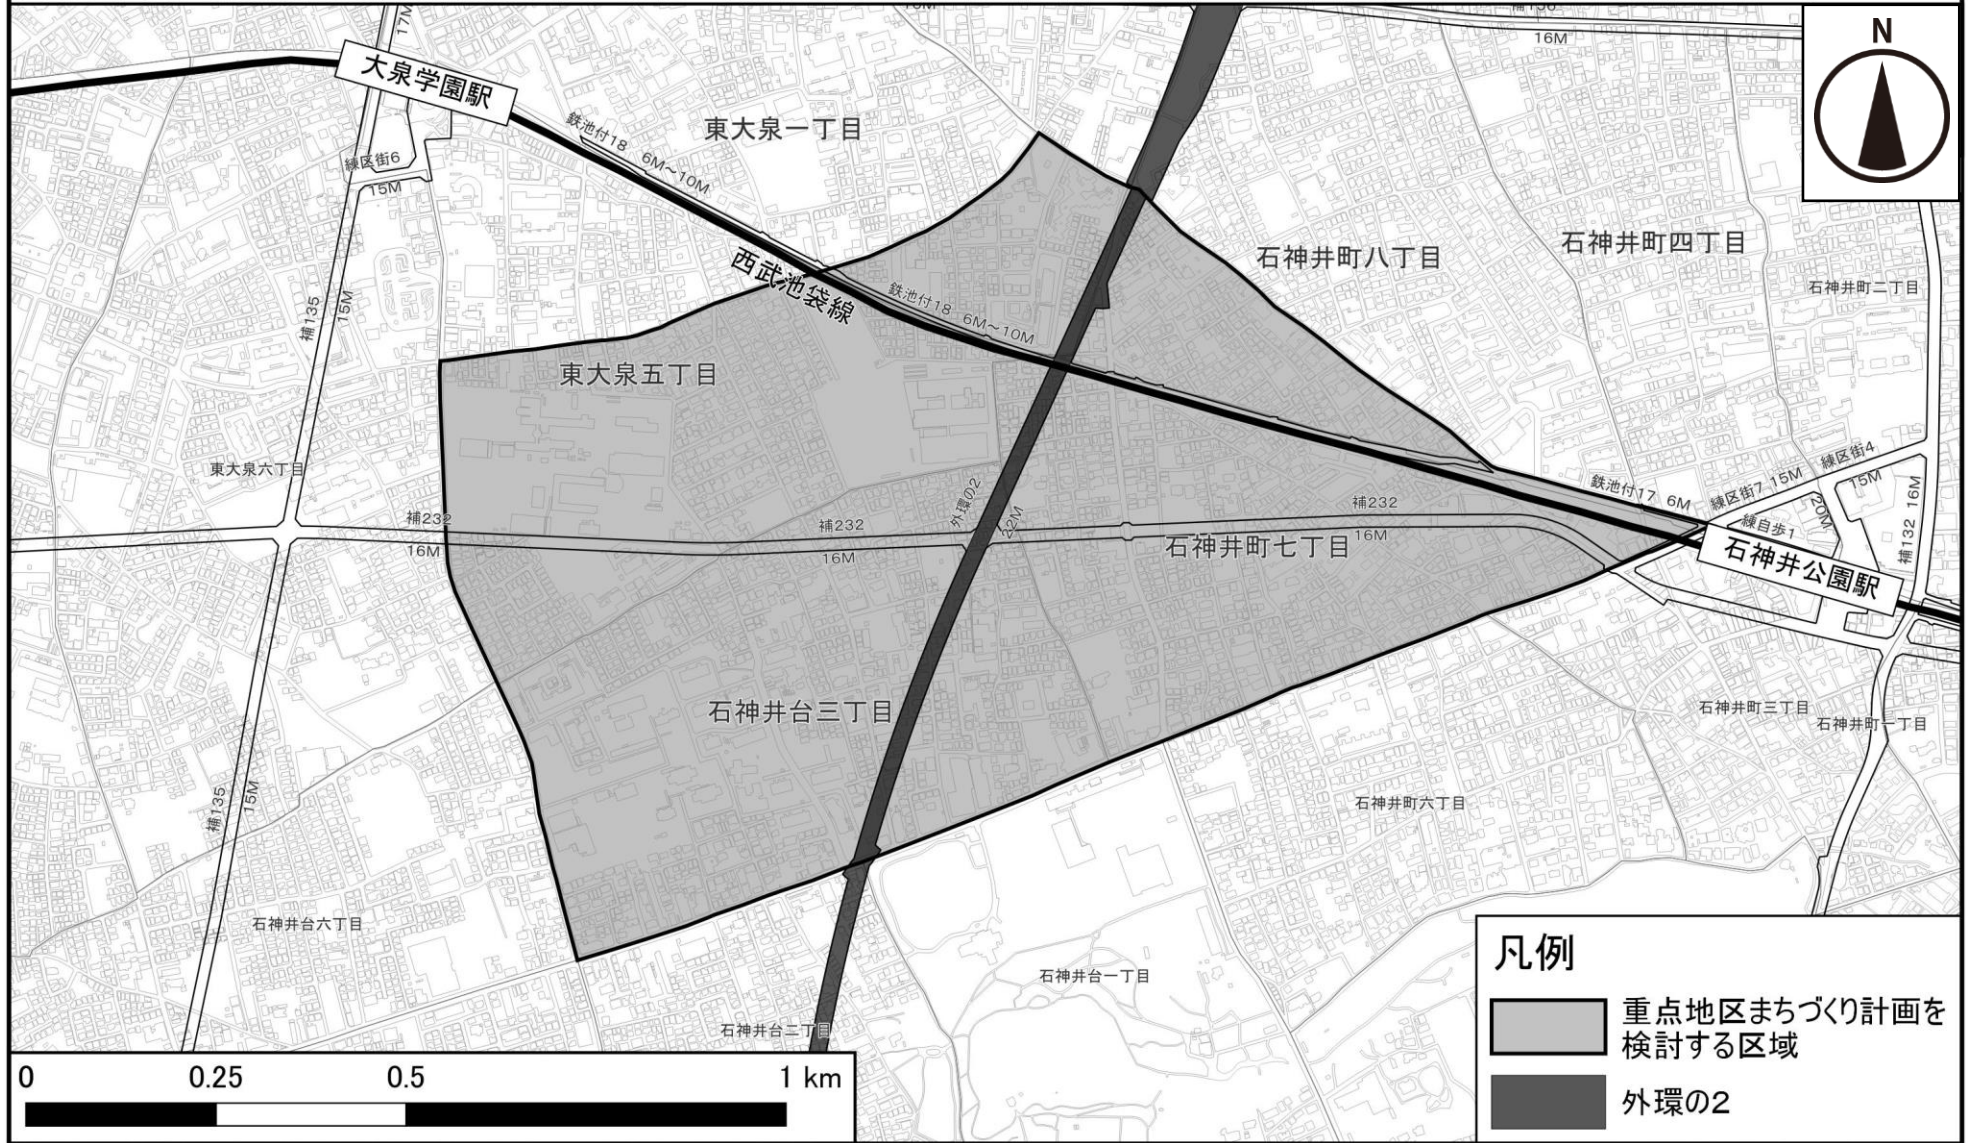 17M
16M
N
大泉学園駅
東大泉一丁目
鉄池付18 6M～10M
練区街6
15M
石神井町八丁目
石神井町四丁目
石神井町二丁目
西武池袋線
鉄池付18 6M～10M
補135
15M
東大泉五丁目
東大泉六丁目
外環の2
22M
補232
16M
補232
16M
補232
16M
石神井町七丁目
鉄池付17 6M
練区街7 15M
練区街4
15M
20M
練自歩1
補132 16M
石神井公園駅
石神井台三丁目
石神井町三丁目
石神井町一丁目
補135
15M
石神井町六丁目
石神井台六丁目
石神井台一丁目
石神井台二丁目
凡例
重点地区まちづくり計画を
検討する区域
外環の2
0 0.25 0.5 1 km